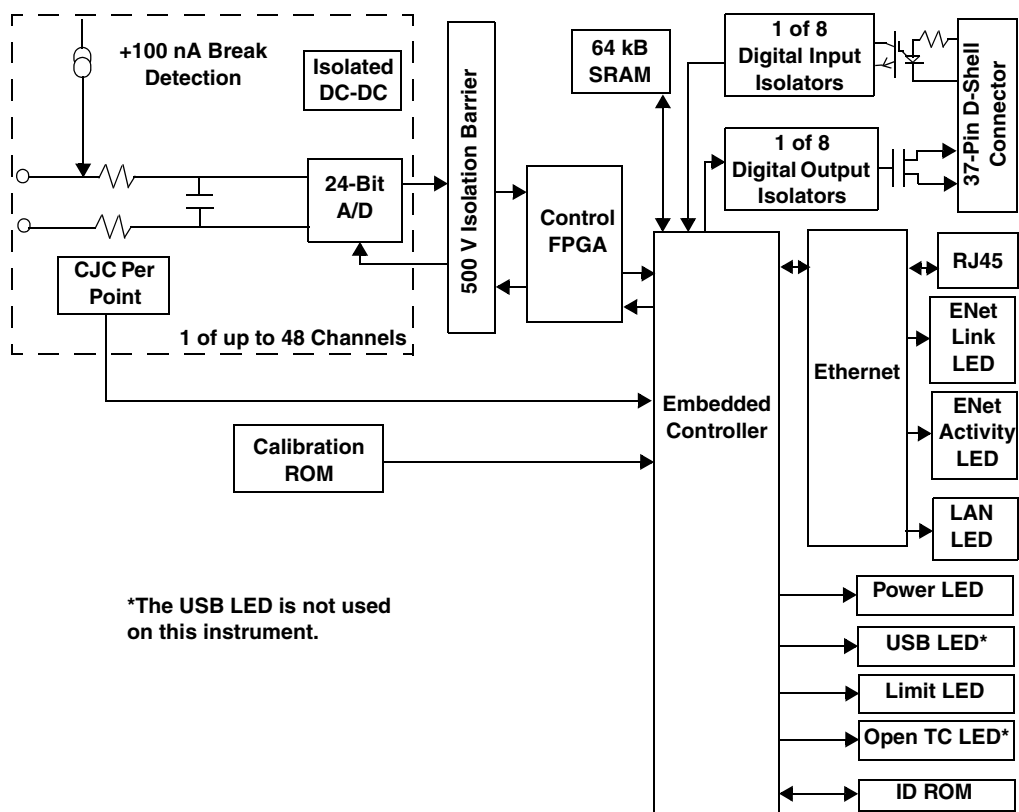 +100 nA Break
Detection
Isolated
DC-DC
24-Bit
A/D
CJC Per
Point
1 of up to 48 Channels
500 V Isolation Barrier
Control
FPGA
64 kB
SRAM
1 of 8
Digital Input
Isolators
1 of 8
Digital Output
Isolators
37-Pin D-Shell
Connector
Embedded
Controller
Calibration
ROM
Ethernet
RJ45
ENet
Link
LED
ENet
Activity
LED
LAN
LED
Power LED
USB LED*
Limit LED
Open TC LED*
ID ROM
*The USB LED is not used
on this instrument.